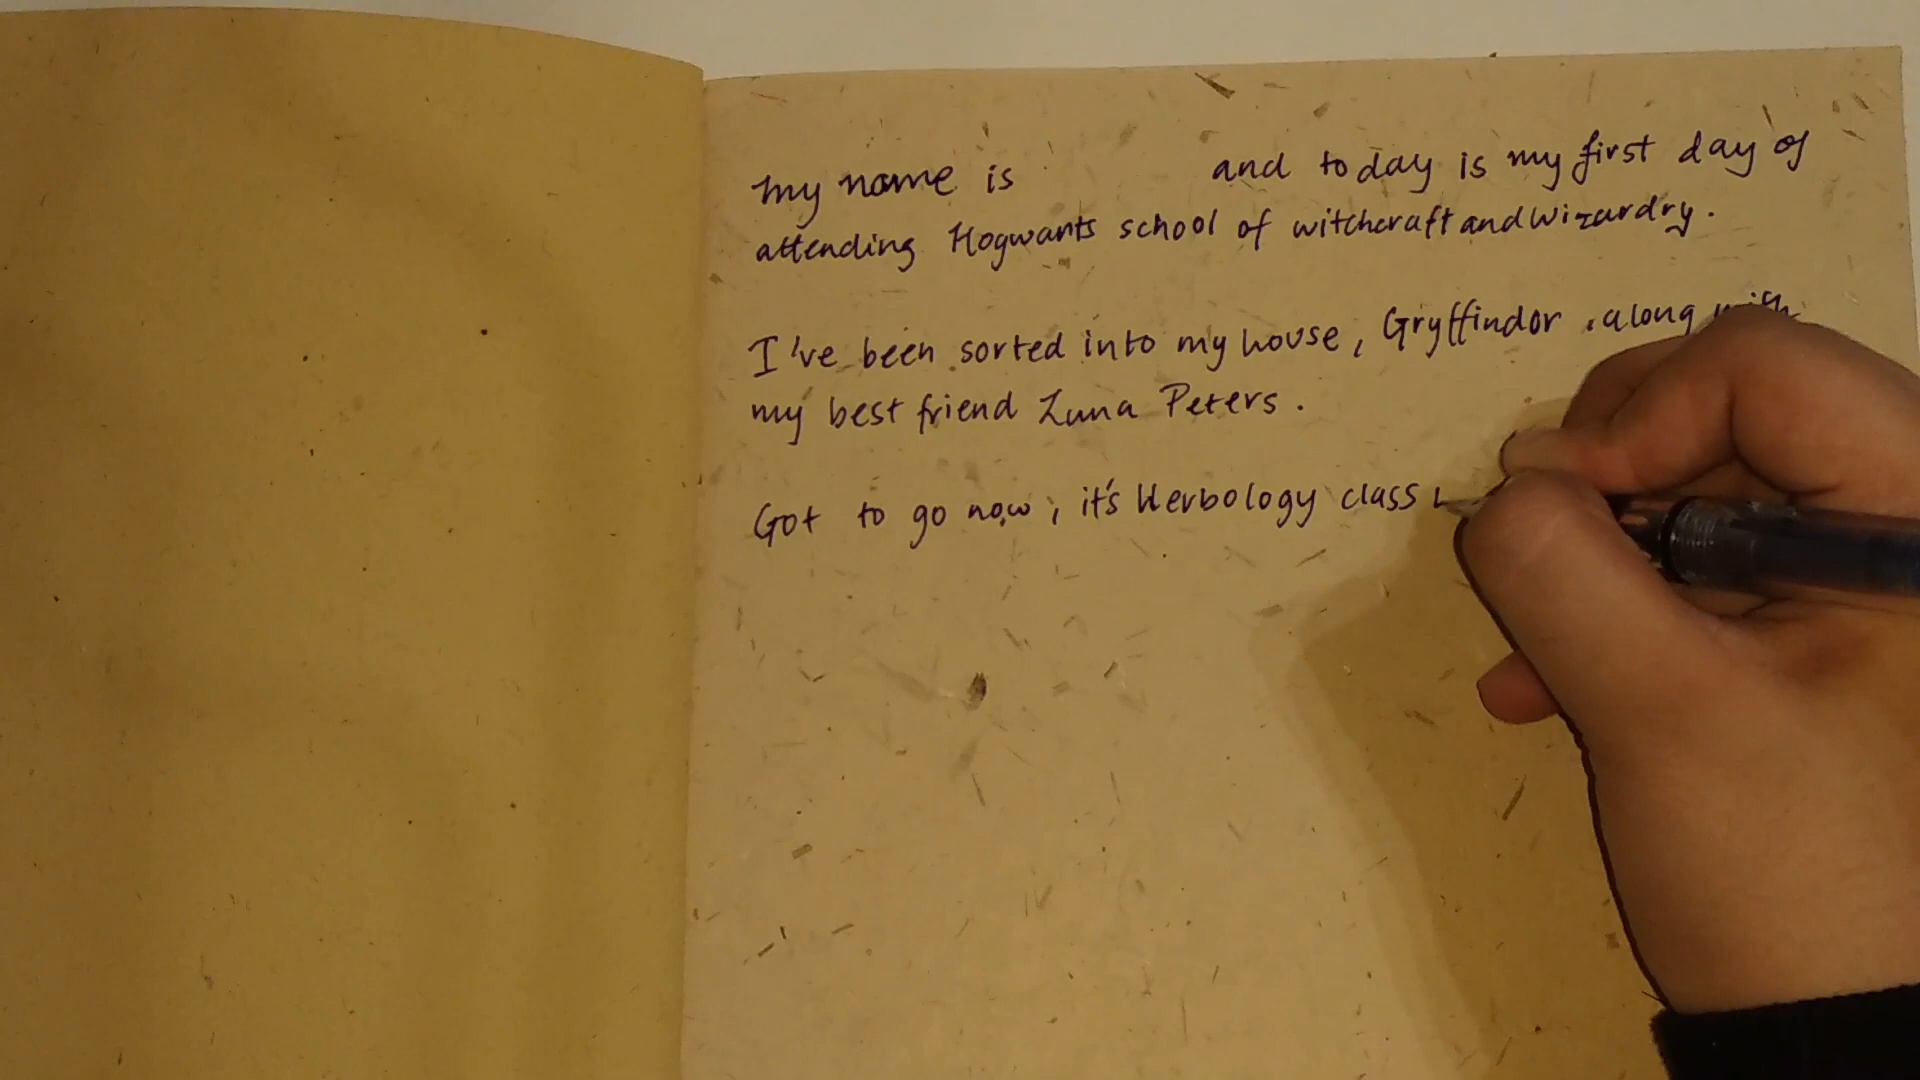 my name is and today is my first day of
attending Hogwarts school of witchcraft and Wizardry.
I've been sorted into my house, Gryffindor, along with
my best friend Luna Peters.
Got to go now, it's Herbology class